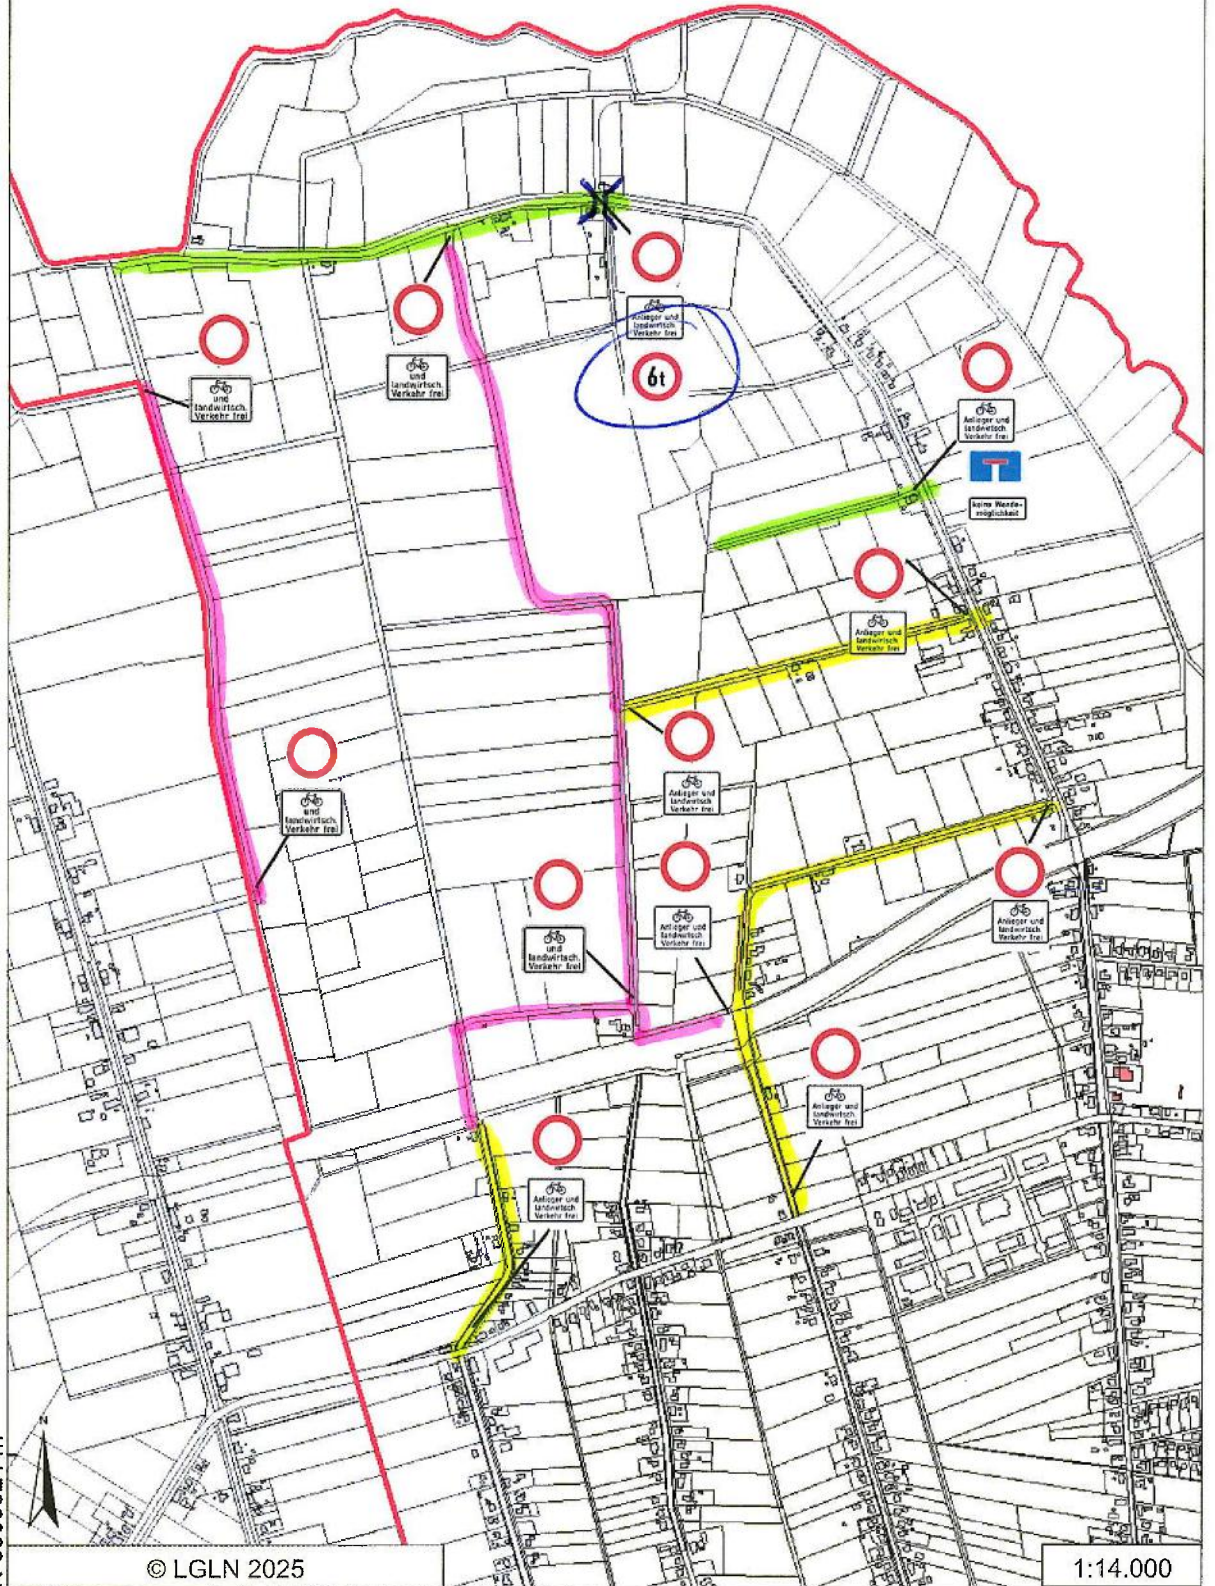 Anlieger und
landwirtsch.
Verkehr frei
und
landwirtsch.
Verkehr frei
und
landwirtsch.
Verkehr frei
6t
Anlieger und
landwirtsch.
Verkehr frei
keine Wende-
möglichkeit
Anlieger und
landwirtsch.
Verkehr frei
Anlieger und
landwirtsch.
Verkehr frei
und
landwirtsch.
Verkehr frei
Anlieger und
landwirtsch.
Verkehr frei
und
landwirtsch.
Verkehr frei
Anlieger und
landwirtsch.
Verkehr frei
Anlieger und
landwirtsch.
Verkehr frei
Anlieger und
landwirtsch.
Verkehr frei
N
© LGLN 2025
1:14.000